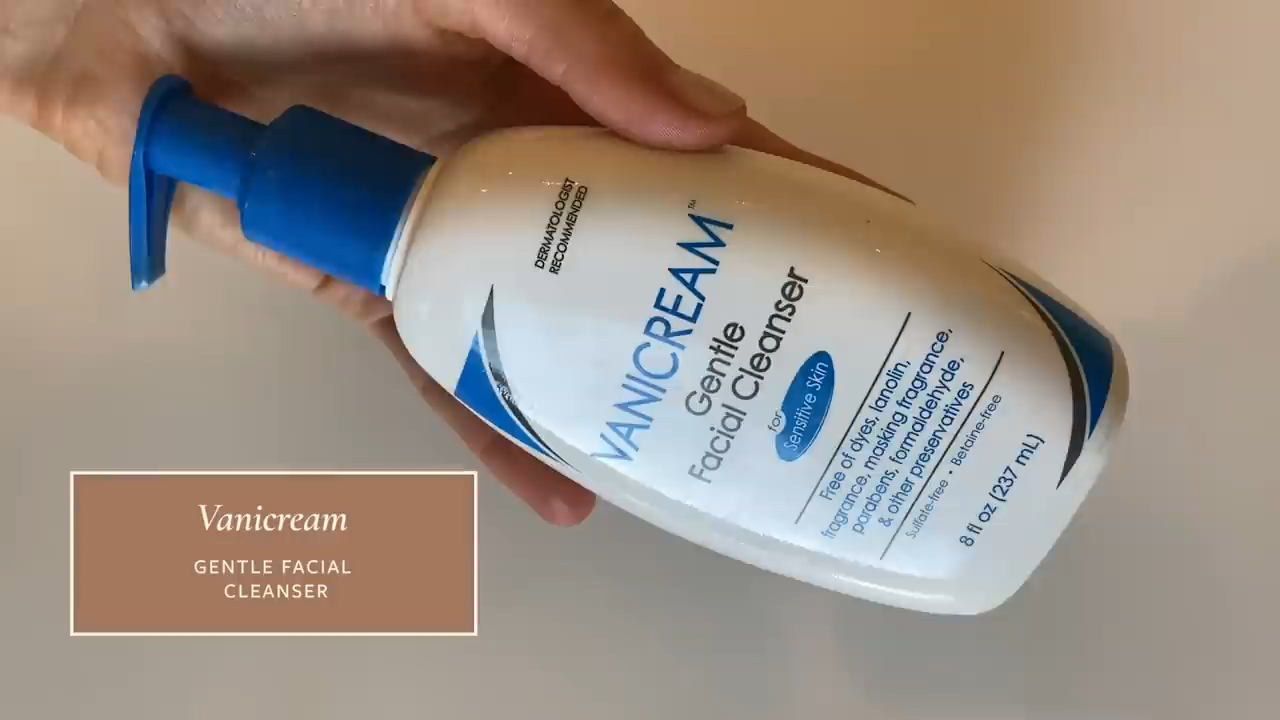 DERMATOLOGIST
RECOMMENDED
VANICREAM™
Gentle
Facial Cleanser
for
Sensitive Skin
Free of dyes, lanolin,
fragrance, masking fragrance,
parabens, formaldehyde,
& other preservatives
Sulfate-free • Betaine-free
8 fl oz (237 mL)
Vanicream
GENTLE FACIAL
CLEANSER